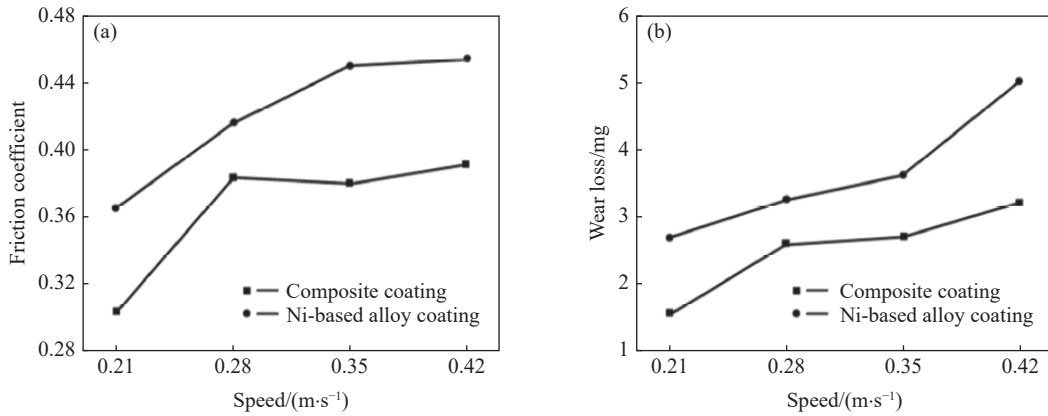 (a)
0.48
0.44
0.40
0.36
0.32
0.28
Friction coefficient
Composite coating
Ni-based alloy coating
0.21 0.28 0.35 0.42
Speed/(m·s⁻¹)
(b)
6
5
4
3
2
1
Wear loss/mg
Composite coating
Ni-based alloy coating
0.21 0.28 0.35 0.42
Speed/(m·s⁻¹)